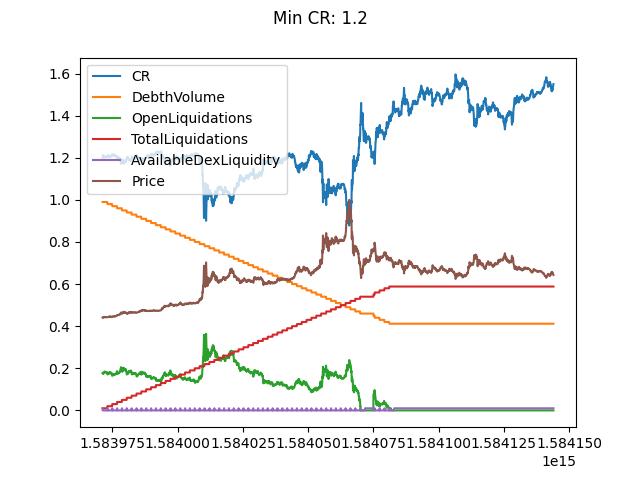 Min CR: 1.2
CR
DebthVolume
OpenLiquidations
TotalLiquidations
AvailableDexLiquidity
Price
1.6
1.4
1.2
1.0
0.8
0.6
0.4
0.2
0.0
1.583975 1.584000 1.584025 1.584050 1.584075 1.584100 1.584125 1.584150
1e15